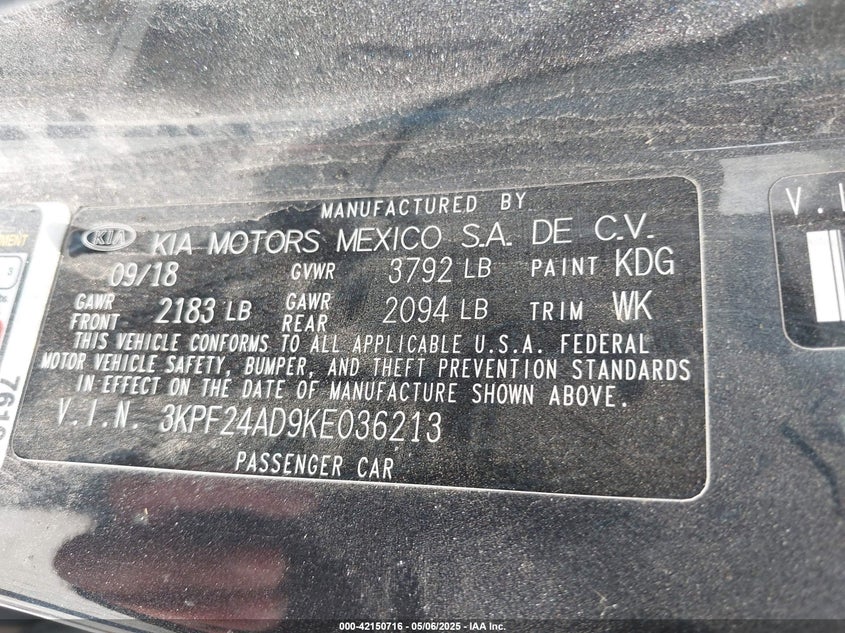 MANUFACTURED BY
KIA KIA MOTORS MEXICO S.A. DE C.V.
09/18 GVWR 3792 LB PAINT KDG
GAWR FRONT 2183 LB GAWR REAR 2094 LB TRIM WK
THIS VEHICLE CONFORMS TO ALL APPLICABLE U.S.A. FEDERAL
MOTOR VEHICLE SAFETY, BUMPER, AND THEFT PREVENTION STANDARDS
IN EFFECT ON THE DATE OF MANUFACTURE SHOWN ABOVE.
V.I.N. 3KPF24AD9KE036213
PASSENGER CAR
V.I
000-42150716 - 05/06/2025 - IAA Inc.